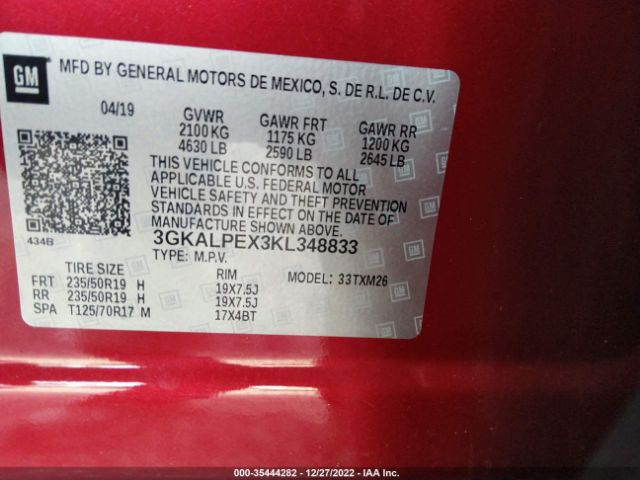 GM MFD BY GENERAL MOTORS DE MEXICO, S. DE R.L. DE C.V.
04/19 GVWR GAWR FRT GAWR RR
2100 KG 1175 KG 1200 KG
4630 LB 2590 LB 2645 LB
THIS VEHICLE CONFORMS TO ALL
APPLICABLE U.S. FEDERAL MOTOR
VEHICLE SAFETY AND THEFT PREVENTION
STANDARDS IN EFFECT ON THE DATE OF
MANUFACTURE SHOWN ABOVE.
434B 3GKALPEX3KL348833
TYPE: M.P.V.
TIRE SIZE RIM MODEL: 33TXM26
FRT 235/50R19 H 19X7.5J
RR 235/50R19 H 19X7.5J
SPA T125/70R17 M 17X4BT
000-35444282 - 12/27/2022 - IAA Inc.